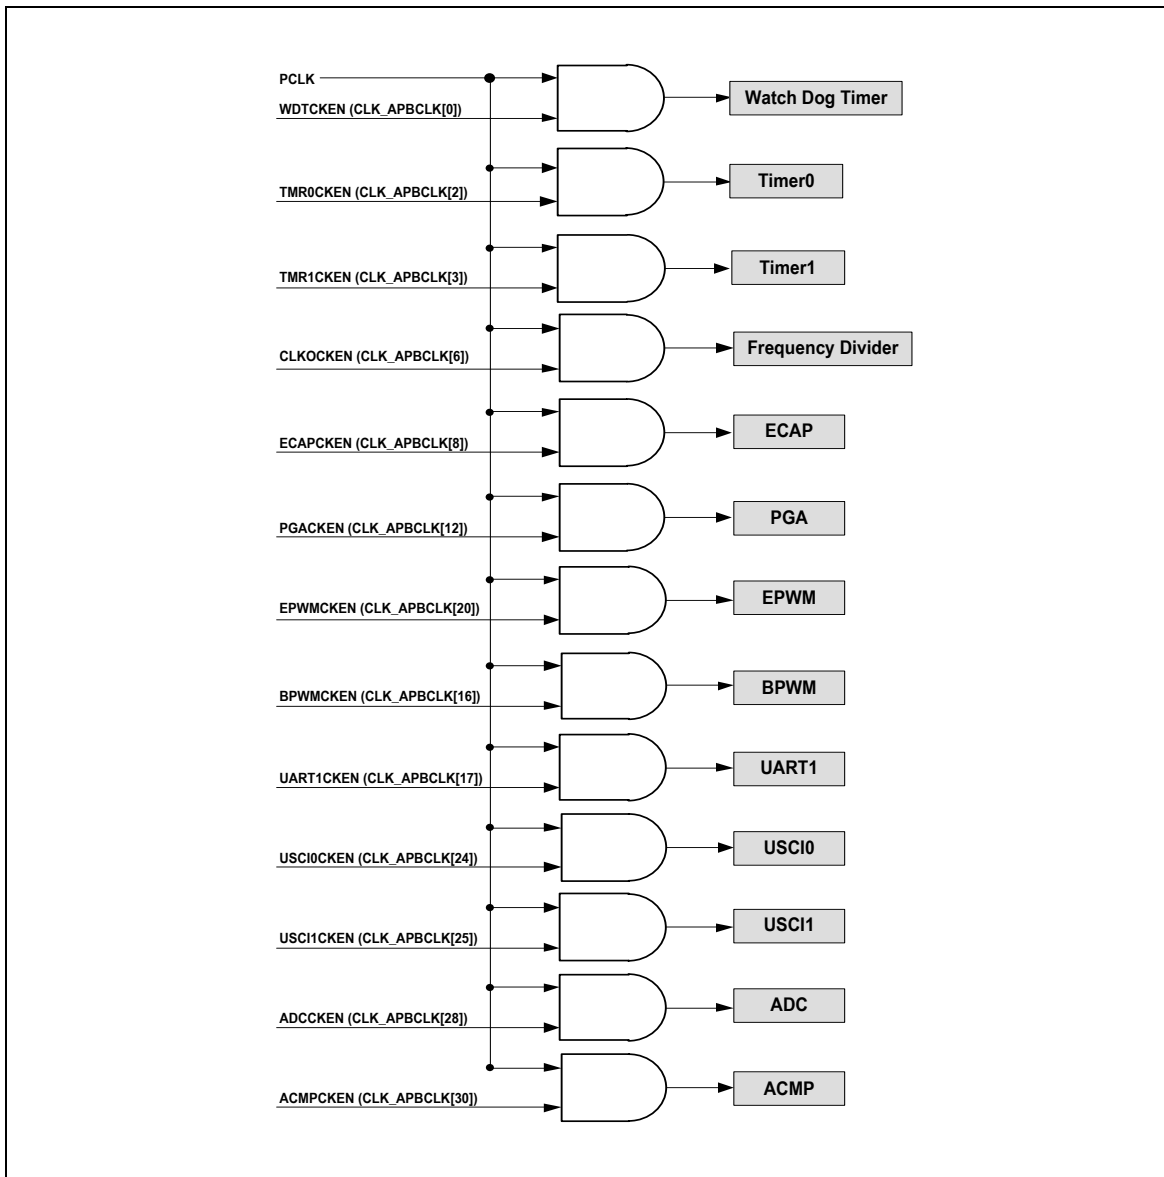 PCLK
WDTCKEN (CLK_APBCLK[0])
Watch Dog Timer
TMR0CKEN (CLK_APBCLK[2])
Timer0
TMR1CKEN (CLK_APBCLK[3])
Timer1
CLKOCKEN (CLK_APBCLK[6])
Frequency Divider
ECAPCKEN (CLK_APBCLK[8])
ECAP
PGACKEN (CLK_APBCLK[12])
PGA
EPWMCKEN (CLK_APBCLK[20])
EPWM
BPWMCKEN (CLK_APBCLK[16])
BPWM
UART1CKEN (CLK_APBCLK[17])
UART1
USCI0CKEN (CLK_APBCLK[24])
USCI0
USCI1CKEN (CLK_APBCLK[25])
USCI1
ADCCKEN (CLK_APBCLK[28])
ADC
ACMPCKEN (CLK_APBCLK[30])
ACMP